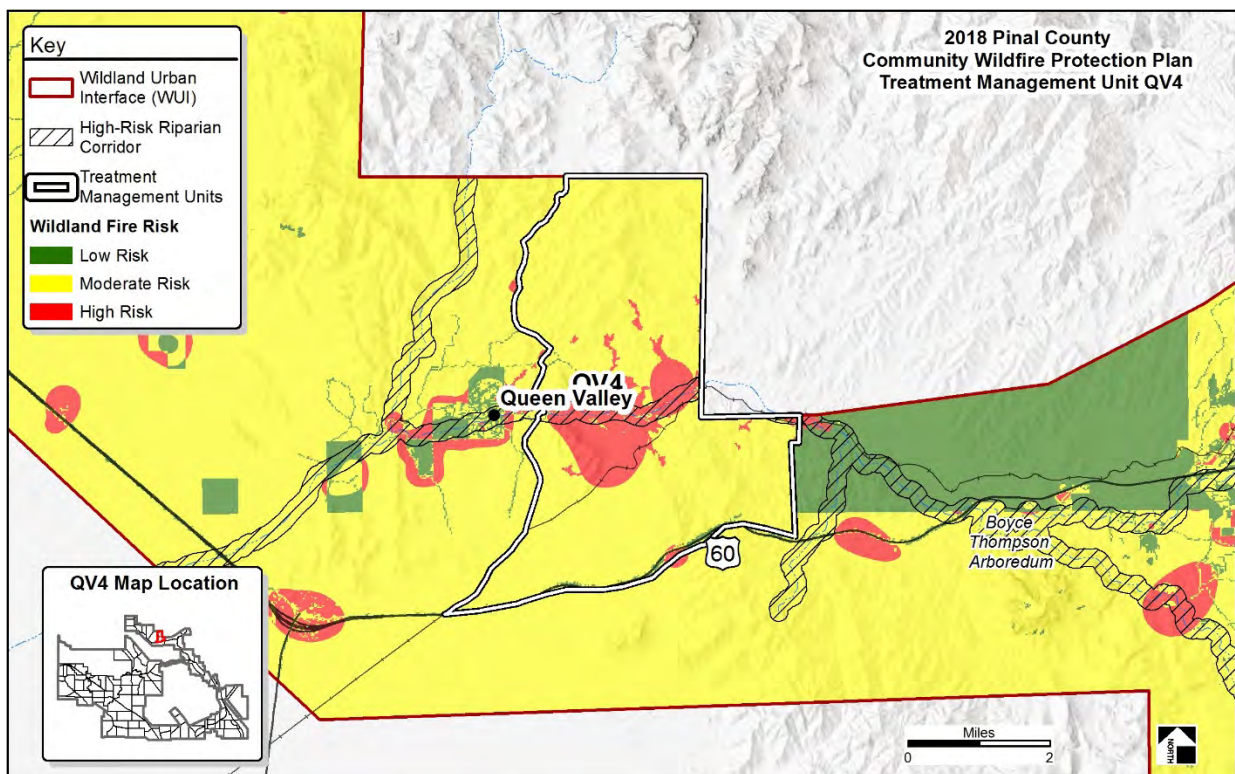 Key
Wildland Urban
Interface (WUI)
High-Risk Riparian
Corridor
Treatment
Management Units
Wildland Fire Risk
Low Risk
Moderate Risk
High Risk
2018 Pinal County
Community Wildfire Protection Plan
Treatment Management Unit QV4
QV4
Queen Valley
60
Boyce
Thompson
Arboredum
QV4 Map Location
Miles
0
2
NORTH